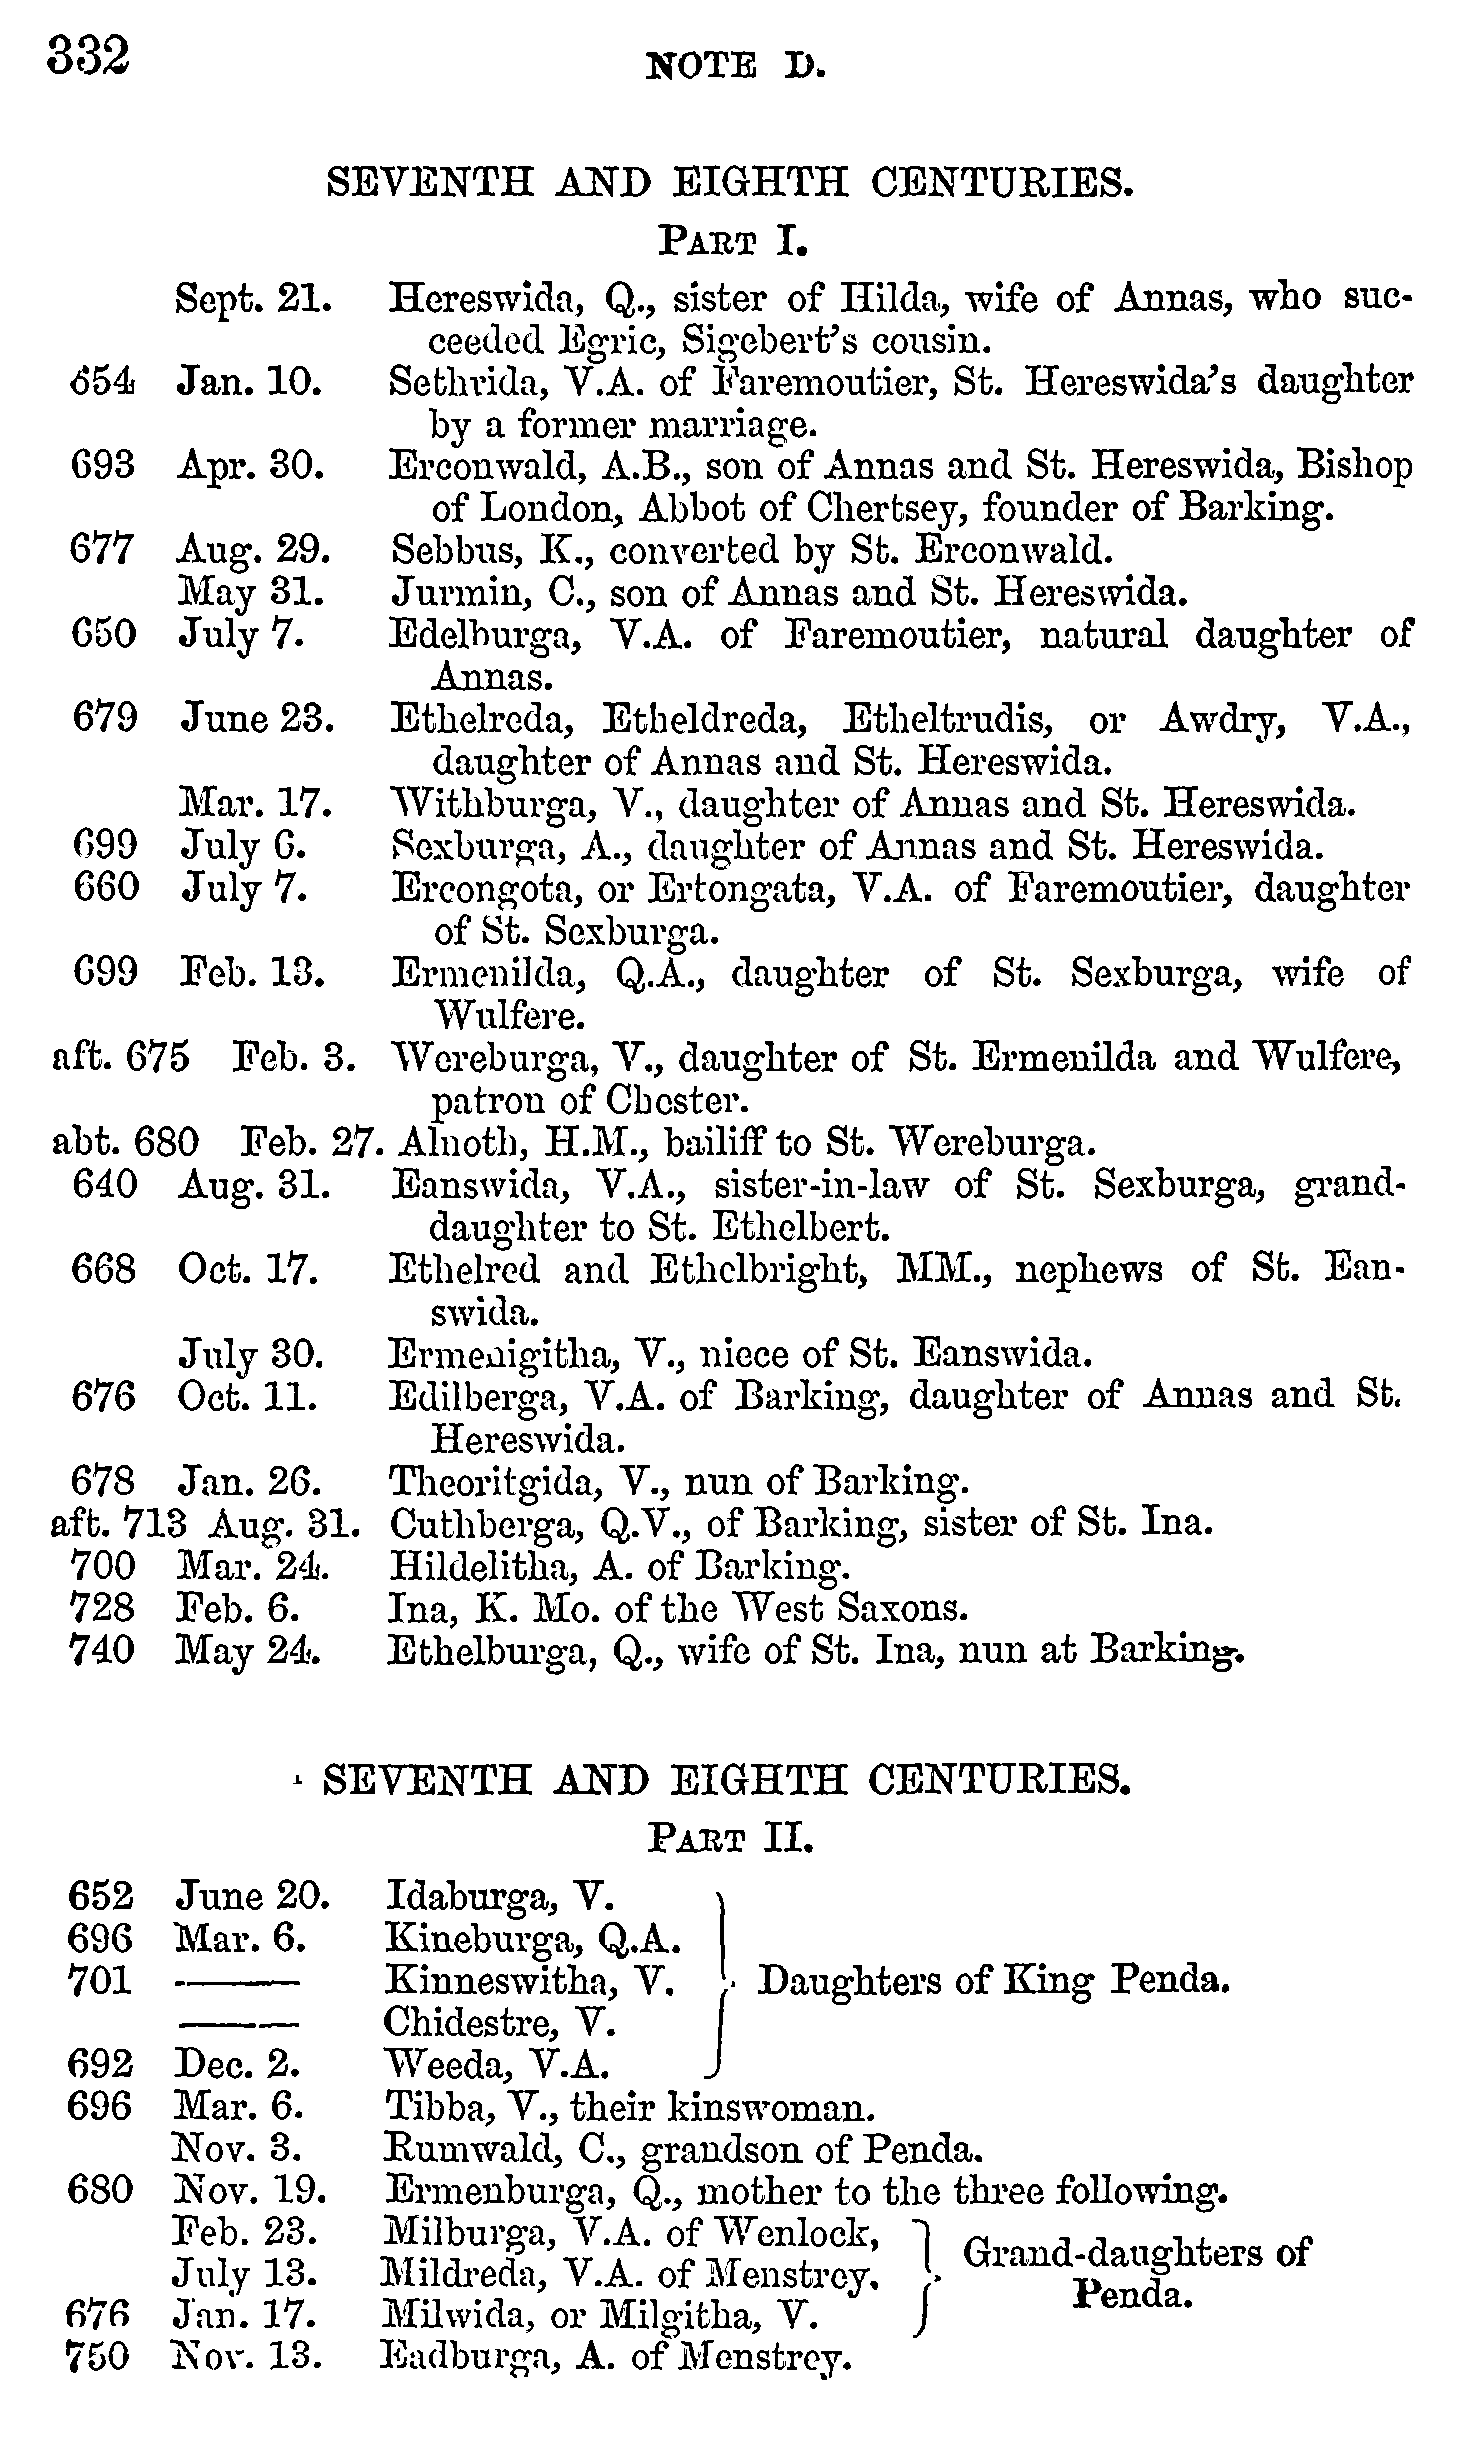 332
NOTE D.
SEVENTH AND EIGHTH CENTURIES.
PART I.
Sept. 21. Hereswida, Q., sister of Hilda, wife of Annas, who suc-
ceeded Egric, Sigebert's cousin.
654 Jan. 10. Sethrida, V.A. of Faremoutier, St. Hereswida's daughter
by a former marriage.
693 Apr. 30. Erconwald, A.B., son of Annas and St. Hereswida, Bishop
of London, Abbot of Chertsey, founder of Barking.
677 Aug. 29. Sebbus, K., converted by St. Erconwald.
May 31. Jurmin, C., son of Annas and St. Hereswida.
650 July 7. Edelburga, V.A. of Faremoutier, natural daughter of
Annas.
679 June 23. Ethelreda, Etheldreda, Etheltrudis, or Awdry, V.A.,
daughter of Annas and St. Hereswida.
Mar. 17. Withburga, V., daughter of Annas and St. Hereswida.
699 July 6. Sexburga, A., daughter of Annas and St. Hereswida.
660 July 7. Ercongota, or Ertongata, V.A. of Faremoutier, daughter
of St. Sexburga.
699 Feb. 13. Ermenilda, Q.A., daughter of St. Sexburga, wife of
Wulfere.
aft. 675 Feb. 3. Wereburga, V., daughter of St. Ermenilda and Wulfere,
patron of Chester.
abt. 680 Feb. 27. Alnoth, H.M., bailiff to St. Wereburga.
640 Aug. 31. Eanswida, V.A., sister-in-law of St. Sexburga, grand-
daughter to St. Ethelbert.
668 Oct. 17. Ethelred and Ethelbright, MM., nephews of St. Ean-
swida.
July 30. Ermenigitha, V., niece of St. Eanswida.
676 Oct. 11. Edilberga, V.A. of Barking, daughter of Annas and St.
Hereswida.
678 Jan. 26. Theoritgida, V., nun of Barking.
aft. 713 Aug. 31. Cuthberga, Q.V., of Barking, sister of St. Ina.
700 Mar. 24. Hildelitha, A. of Barking.
728 Feb. 6. Ina, K. Mo. of the West Saxons.
740 May 24. Ethelburga, Q., wife of St. Ina, nun at Barking.
SEVENTH AND EIGHTH CENTURIES.
PART II.
652 June 20. Idaburga, V.
696 Mar. 6. Kineburga, Q.A.
701 —— Kinneswitha, V. } Daughters of King Penda.
—— Chidestre, V.
692 Dec. 2. Weeda, V.A.
696 Mar. 6. Tibba, V., their kinswoman.
Nov. 3. Rumwald, C., grandson of Penda.
680 Nov. 19. Ermenburga, Q., mother to the three following.
Feb. 23. Milburga, V.A. of Wenlock,
July 13. Mildreda, V.A. of Menstrey, } Grand-daughters of
Penda.
676 Jan. 17. Milwida, or Milgitha, V.
750 Nov. 13. Eadburga, A. of Menstrey.